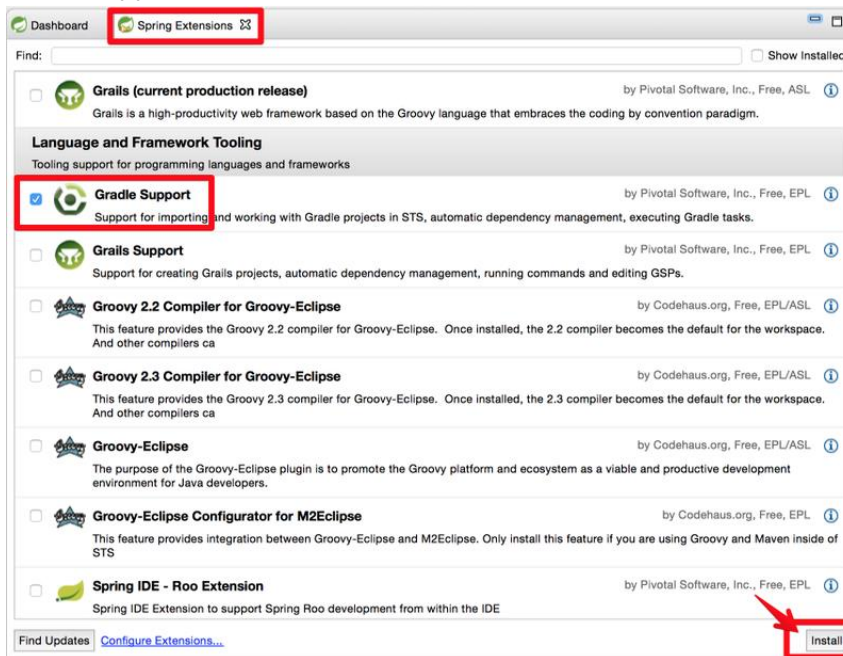 Dashboard
Spring Extensions
Find:
Show Installed
Grails (current production release)
by Pivotal Software, Inc., Free, ASL
Grails is a high-productivity web framework based on the Groovy language that embraces the coding by convention paradigm.
Language and Framework Tooling
Tooling support for programming languages and frameworks
Gradle Support
by Pivotal Software, Inc., Free, EPL
Support for importing and working with Gradle projects in STS, automatic dependency management, executing Gradle tasks.
Grails Support
by Pivotal Software, Inc., Free, EPL
Support for creating Grails projects, automatic dependency management, running commands and editing GSPs.
Groovy 2.2 Compiler for Groovy-Eclipse
by Codehaus.org, Free, EPL/ASL
This feature provides the Groovy 2.2 compiler for Groovy-Eclipse. Once installed, the 2.2 compiler becomes the default for the workspace.
And other compilers ca
Groovy 2.3 Compiler for Groovy-Eclipse
by Codehaus.org, Free, EPL/ASL
This feature provides the Groovy 2.3 compiler for Groovy-Eclipse. Once installed, the 2.3 compiler becomes the default for the workspace.
And other compilers ca
Groovy-Eclipse
by Codehaus.org, Free, EPL/ASL
The purpose of the Groovy-Eclipse plugin is to promote the Groovy platform and ecosystem as a viable and productive development
environment for Java developers.
Groovy-Eclipse Configurator for M2Eclipse
by Codehaus.org, Free, EPL
This feature provides integration between Groovy-Eclipse and M2Eclipse. Only install this feature if you are using Groovy and Maven inside of
STS
Spring IDE - Roo Extension
by Pivotal Software, Inc., Free, EPL
Spring IDE Extension to support Spring Roo development from within the IDE
Find Updates
Configure Extensions...
Install